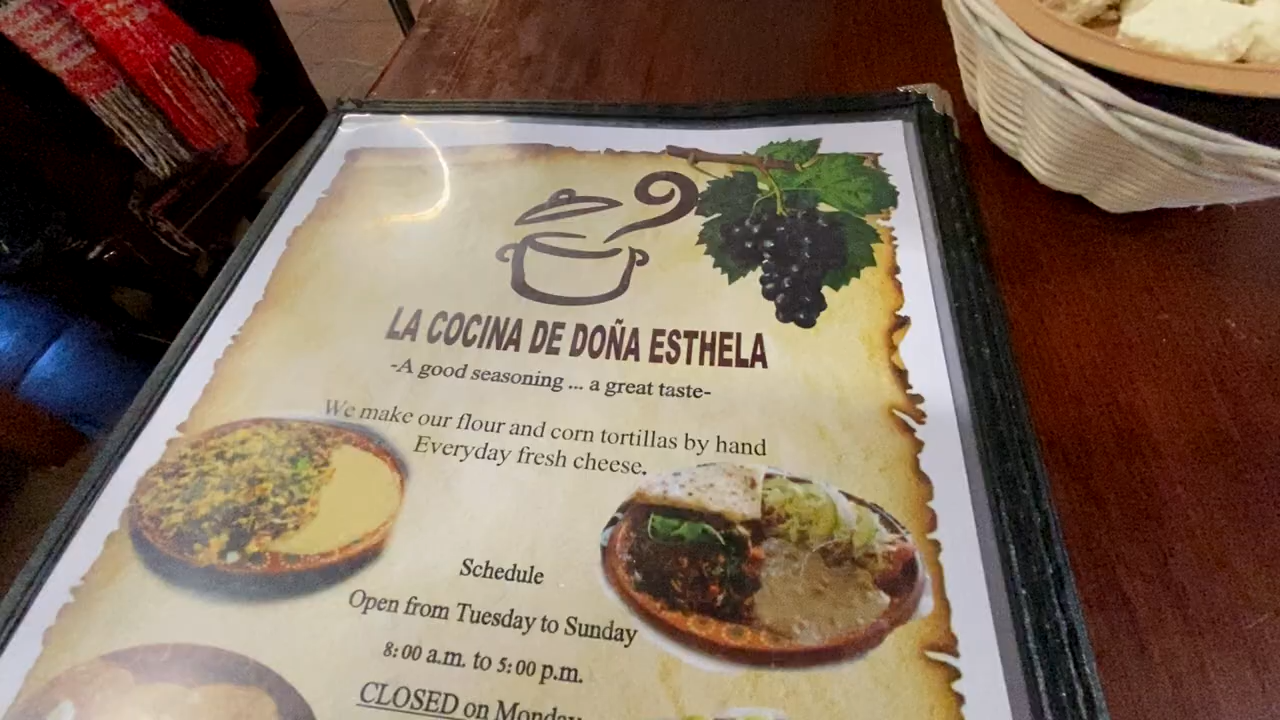 LA COCINA DE DOÑA ESTHELA
-A good seasoning ... a great taste-
We make our flour and corn tortillas by hand
Everyday fresh cheese.
Schedule
Open from Tuesday to Sunday
8:00 a.m. to 5:00 p.m.
CLOSED on Monday